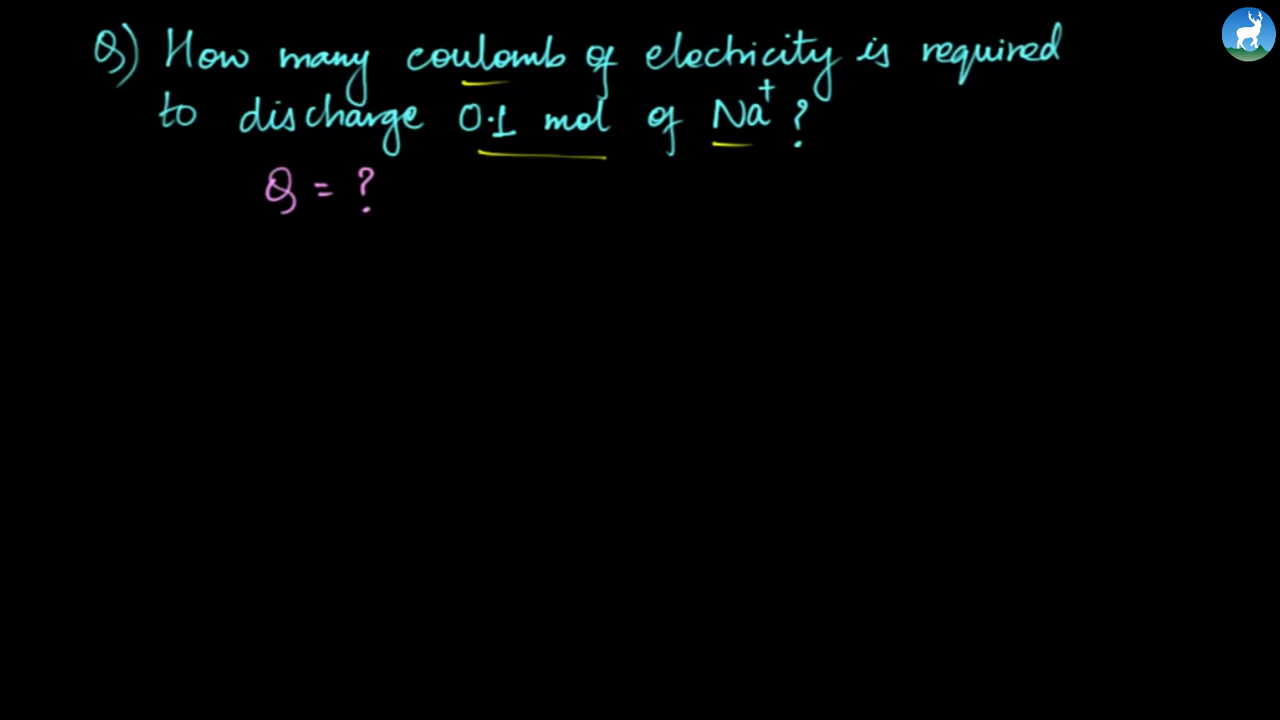 Q) How many coulomb of electricity is required
to discharge 0.1 mol of Na⁺ ?
Q = ?